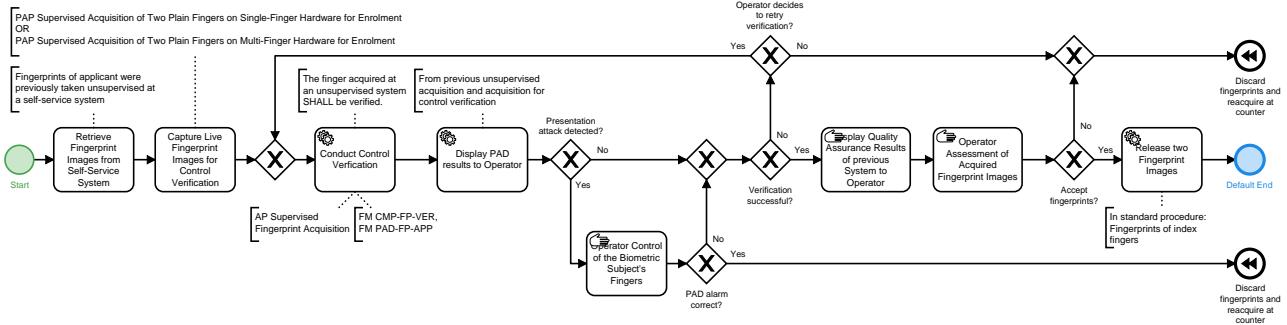 PAP Supervised Acquisition of Two Plain Fingers on Single-Finger Hardware for Enrolment
OR
PAP Supervised Acquisition of Two Plain Fingers on Multi-Finger Hardware for Enrolment
Operator decides
to retry
verification?
Yes
No
Discard
fingerprints and
reacquire at
counter
Fingerprints of applicant were
previously taken unsupervised at
a self-service system
The finger acquired at
an unsupervised system
SHALL be verified.
From previous unsupervised
acquisition and acquisition for
control verification
Start
Retrieve
Fingerprint
Images from
Self-Service
System
Capture Live
Fingerprint
Images for
Control
Verification
Conduct Control
Verification
Display PAD
results to Operator
Presentation
attack detected?
No
Yes
No
Verification
successful?
Yes
Display Quality
Assurance Results
of previous
System to
Operator
Operator
Assessment of
Acquired
Fingerprint Images
No
Yes
Accept
fingerprints?
Release two
Fingerprint
Images
Default End
AP Supervised
Fingerprint Acquisition
FM CMP-FP-VER,
FM PAD-FP-APP
In standard procedure:
Fingerprints of index
fingers
Operator Control
of the Biometric
Subject's
Fingers
No
Yes
PAD alarm
correct?
Discard
fingerprints and
reacquire at
counter